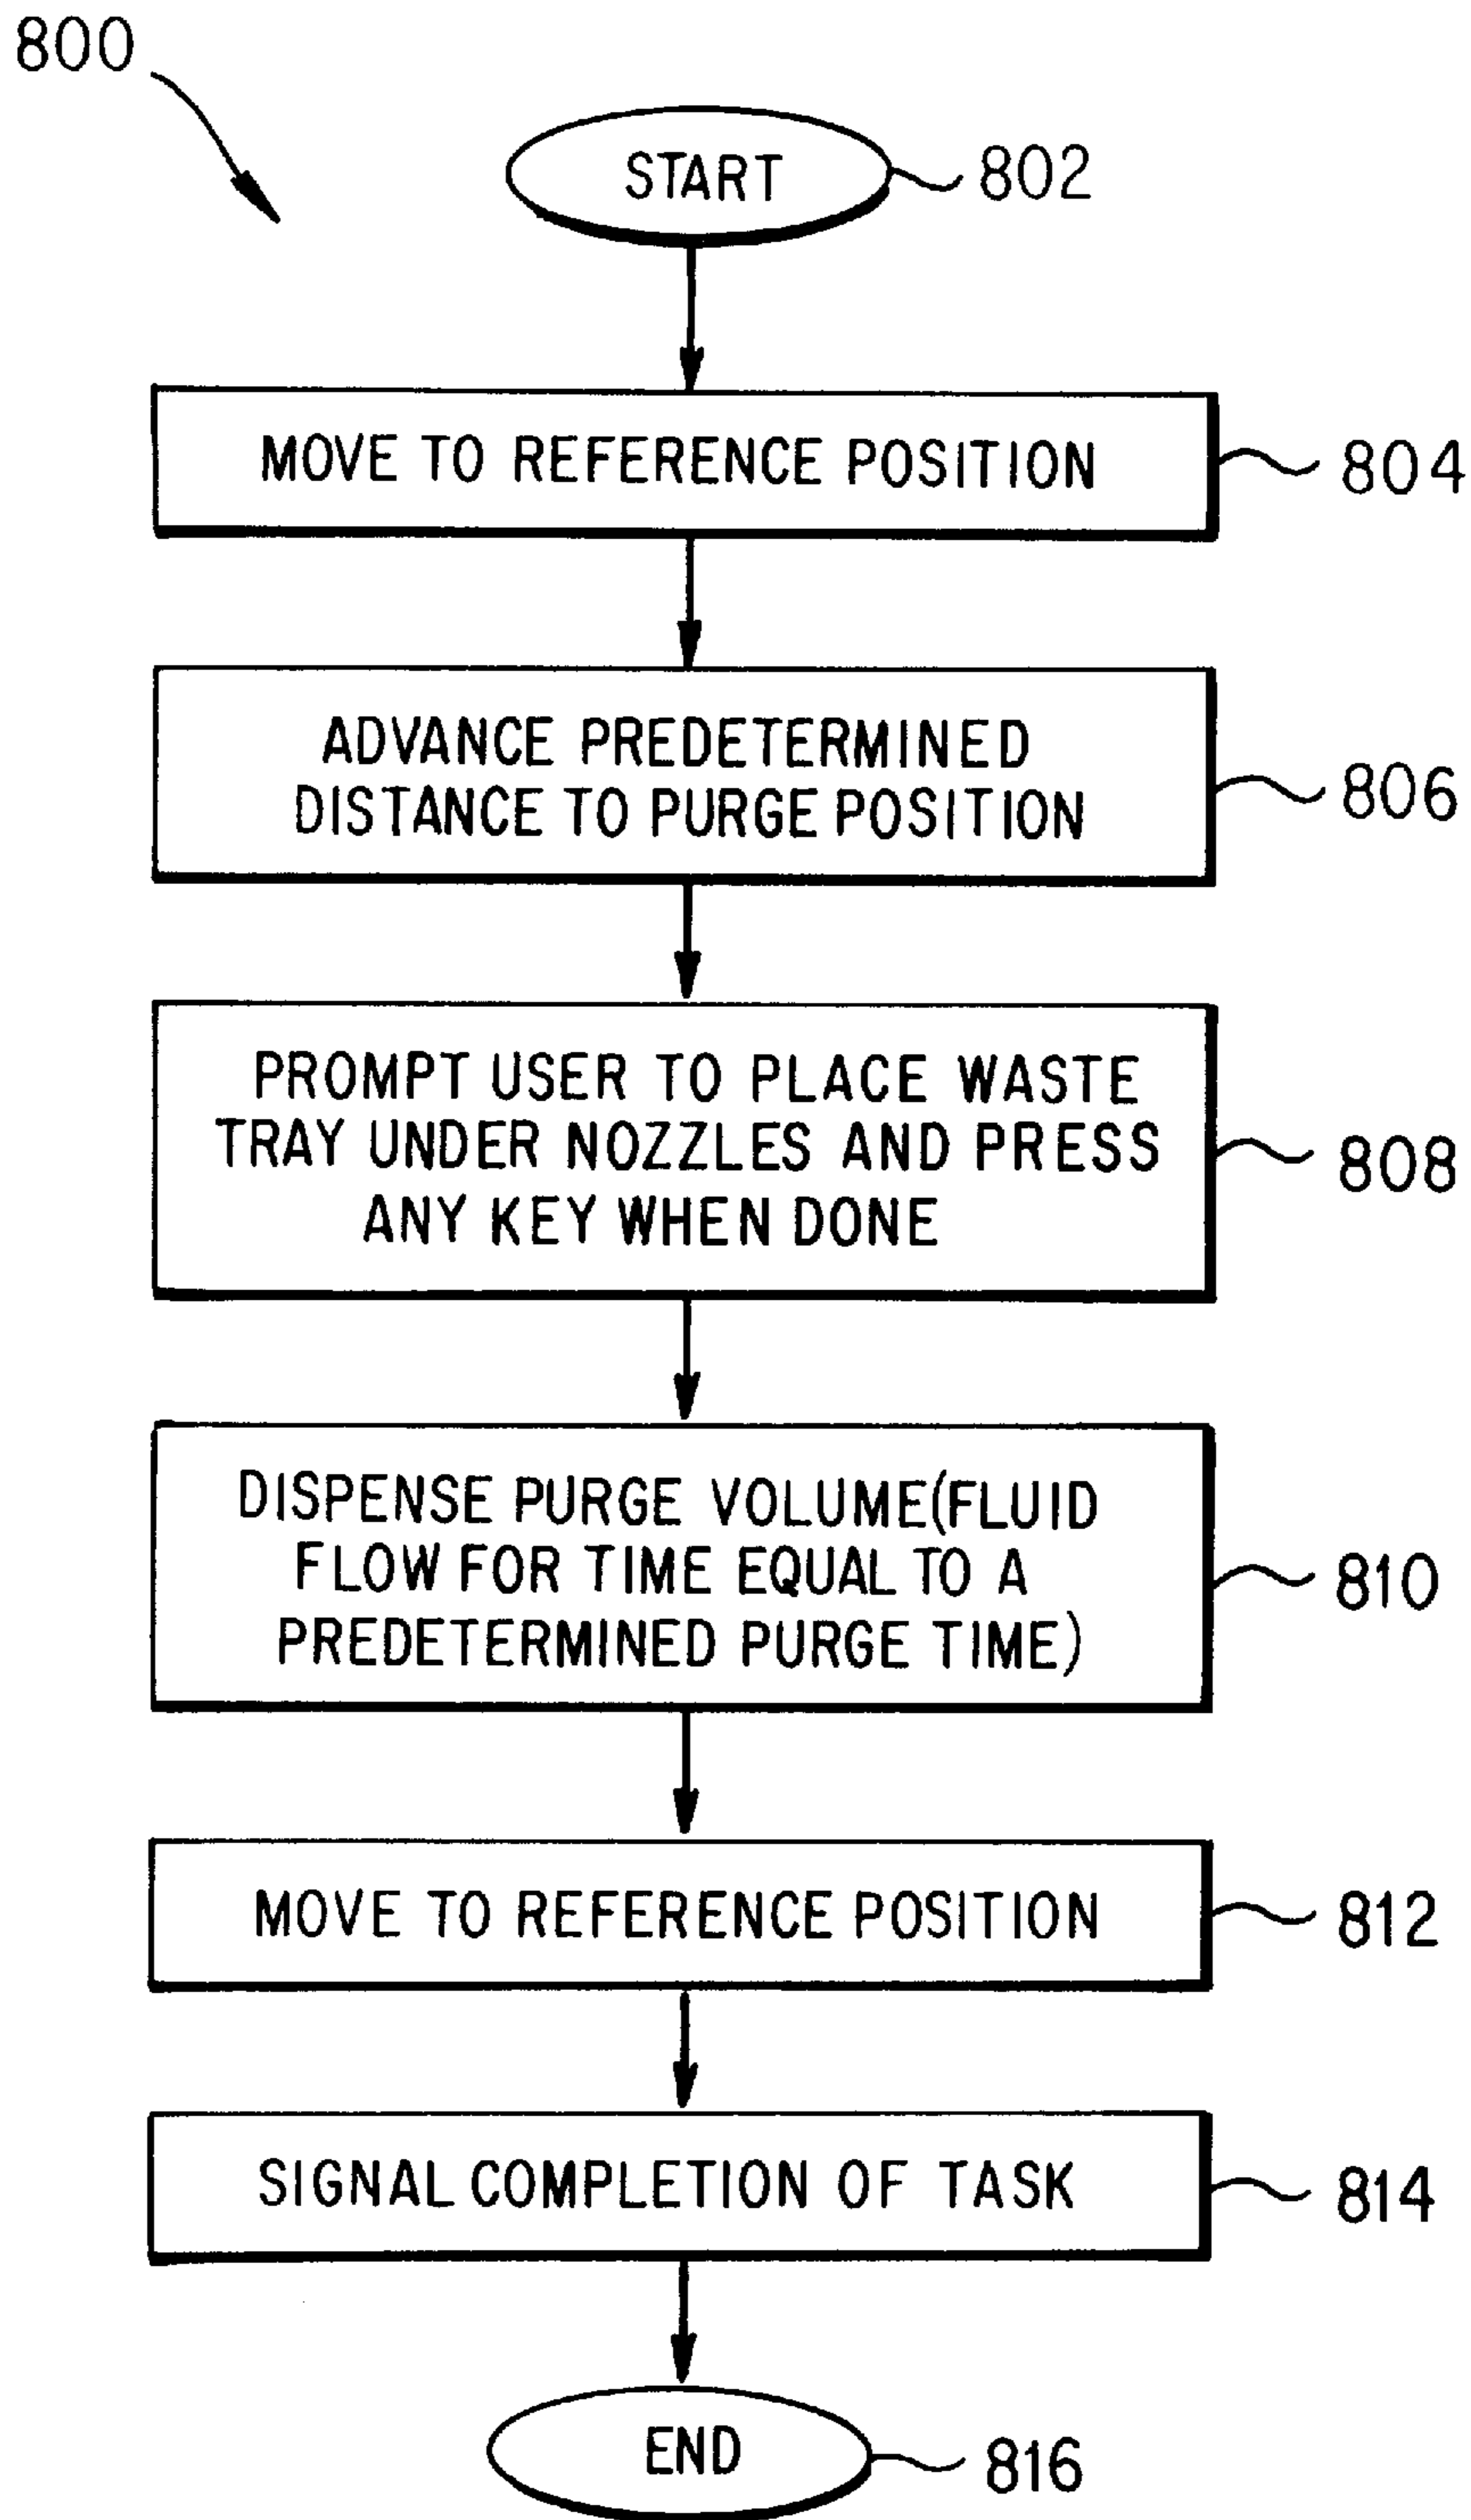 800
START
802
MOVE TO REFERENCE POSITION
804
ADVANCE PREDETERMINED
DISTANCE TO PURGE POSITION
806
PROMPT USER TO PLACE WASTE
TRAY UNDER NOZZLES AND PRESS
ANY KEY WHEN DONE
808
DISPENSE PURGE VOLUME(FLUID
FLOW FOR TIME EQUAL TO A
PREDETERMINED PURGE TIME)
810
MOVE TO REFERENCE POSITION
812
SIGNAL COMPLETION OF TASK
814
END
816